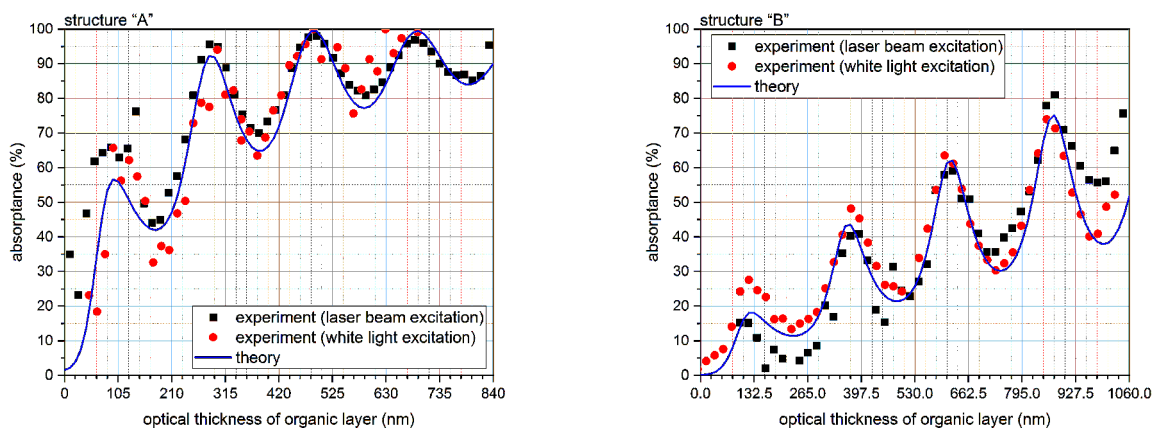 structure “A”
100
90
80
70
60
50
40
30
20
10
0
absorptance (%)
experiment (laser beam excitation)
experiment (white light excitation)
theory
0 105 210 315 420 525 630 735 840
optical thickness of organic layer (nm)
structure “B”
100
90
80
70
60
50
40
30
20
10
0
absorptance (%)
experiment (laser beam excitation)
experiment (white light excitation)
theory
0.0 132.5 265.0 397.5 530.0 662.5 795.0 927.5 1060.0
optical thickness of organic layer (nm)